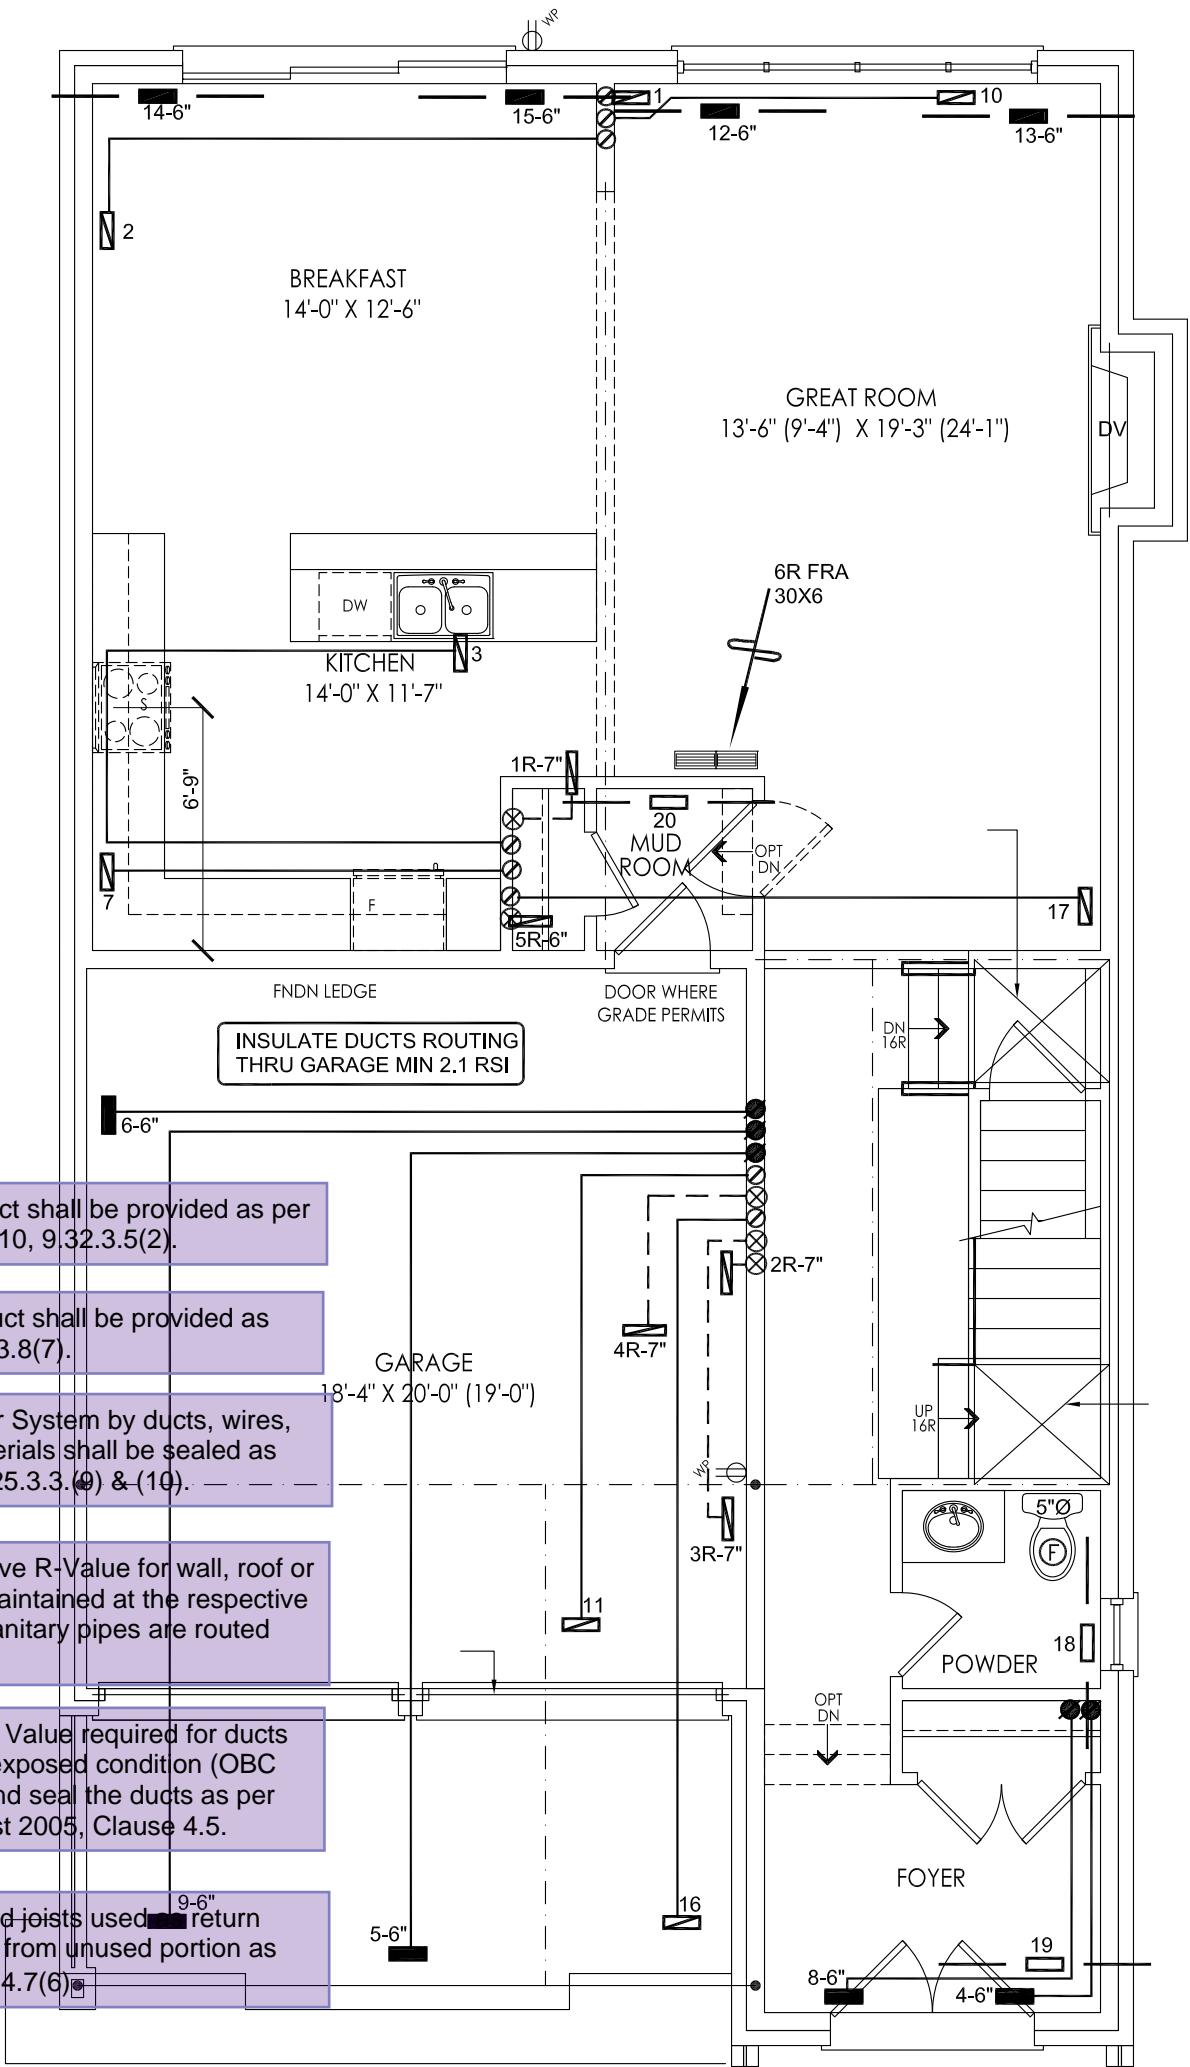 WP
14-6"
15-6"
1
10
12-6"
13-6"
2
BREAKFAST
14'-0" X 12'-6"
GREAT ROOM
13'-6" (9'-4") X 19'-3" (24'-1")
DV
6R FRA
30X6
DW
3
KITCHEN
14'-0" X 11'-7"
S
6'-9"
1R-7"
20
MUD
ROOM
OPT
DN
7
F
5R-6"
17
FNDN LEDGE
DOOR WHERE
GRADE PERMITS
INSULATE DUCTS ROUTING
THRU GARAGE MIN 2.1 RSI
DN
16R
6-6"
ct shall be provided as per
10, 9.32.3.5(2).
2R-7"
uct shall be provided as
3.8(7).
4R-7"
GARAGE
18'-4" X 20'-0" (19'-0")
r System by ducts, wires,
erials shall be sealed as
25.3.3.(9) & (10).
UP
16R
WP
3R-7"
5"Ø
F
ve R-Value for wall, roof or
aintained at the respective
anitary pipes are routed
11
18
POWDER
OPT
DN
Value required for ducts
exposed condition (OBC
nd seal the ducts as per
st 2005, Clause 4.5.
FOYER
9-6"
d joists used as return
from unused portion as
4.7(6)
5-6"
16
19
8-6"
4-6"